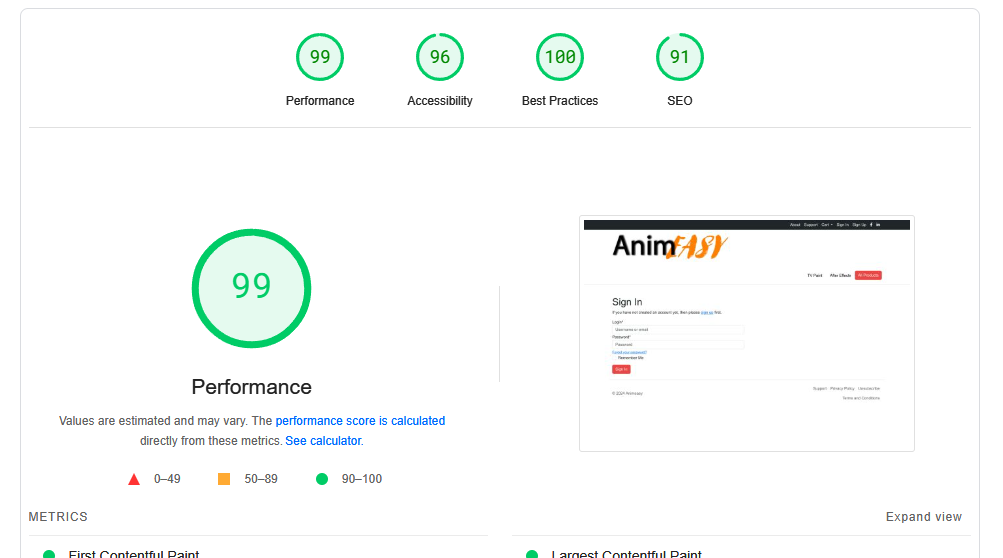 99
96
100
91
Performance
Accessibility
Best Practices
SEO
99
Performance
Values are estimated and may vary. The performance score is calculated
directly from these metrics. See calculator.
0–49
50–89
90–100
About Support Cart Sign In Sign Up
AnimEASY
TV Paint After Effects All Products
Sign In
If you have not created an account yet, then please sign up first.
Login*
Username or email
Password*
Password
Forgot your password?
Remember Me
Sign In
© 2024 Animeasy
Support Privacy Policy Unsubscribe
Terms and Conditions
METRICS
Expand view
First Contentful Paint
Largest Contentful Paint